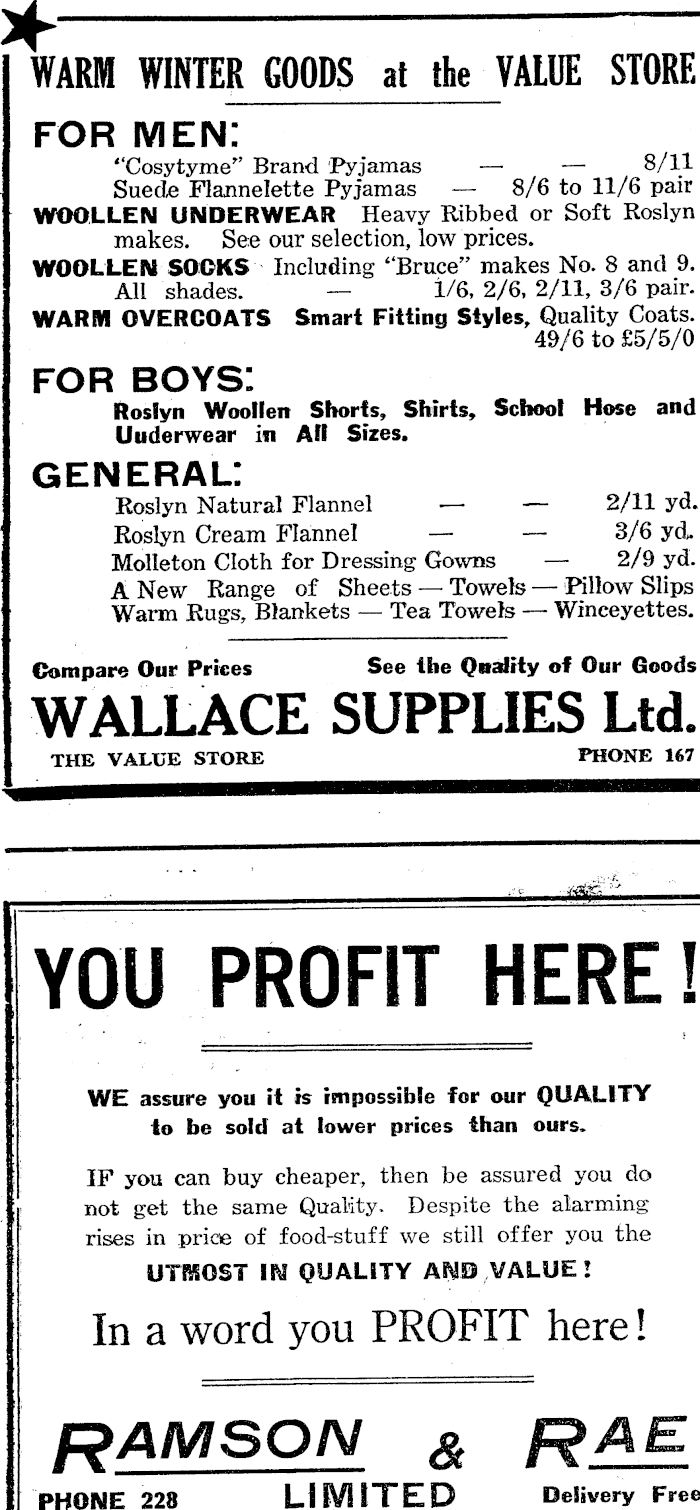 WARM WINTER GOODS at the VALUE STORE
FOR MEN:
"Cosytyme" Brand Pyjamas — — 8/11
Suede Flannelette Pyjamas — 8/6 to 11/6 pair
WOOLLEN UNDERWEAR Heavy Ribbed or Soft Roslyn
makes. See our selection, low prices.
WOOLLEN SOCKS Including "Bruce" makes No. 8 and 9.
All shades. — 1/6, 2/6, 2/11, 3/6 pair.
WARM OVERCOATS Smart Fitting Styles, Quality Coats.
49/6 to £5/5/0
FOR BOYS:
Roslyn Woollen Shorts, Shirts, School Hose and
Uuderwear in All Sizes.
GENERAL:
Roslyn Natural Flannel — — 2/11 yd.
Roslyn Cream Flannel — — 3/6 yd.
Molleton Cloth for Dressing Gowns — 2/9 yd.
A New Range of Sheets — Towels — Pillow Slips
Warm Rugs, Blankets — Tea Towels — Winceyettes.
Compare Our Prices See the Quality of Our Goods
WALLACE SUPPLIES Ltd.
THE VALUE STORE PHONE 167
YOU PROFIT HERE!
WE assure you it is impossible for our QUALITY
to be sold at lower prices than ours.
IF you can buy cheaper, then be assured you do
not get the same Quality. Despite the alarming
rises in price of food-stuff we still offer you the
UTMOST IN QUALITY AND VALUE!
In a word you PROFIT here!
RAMSON & RAE
PHONE 228 LIMITED Delivery Free